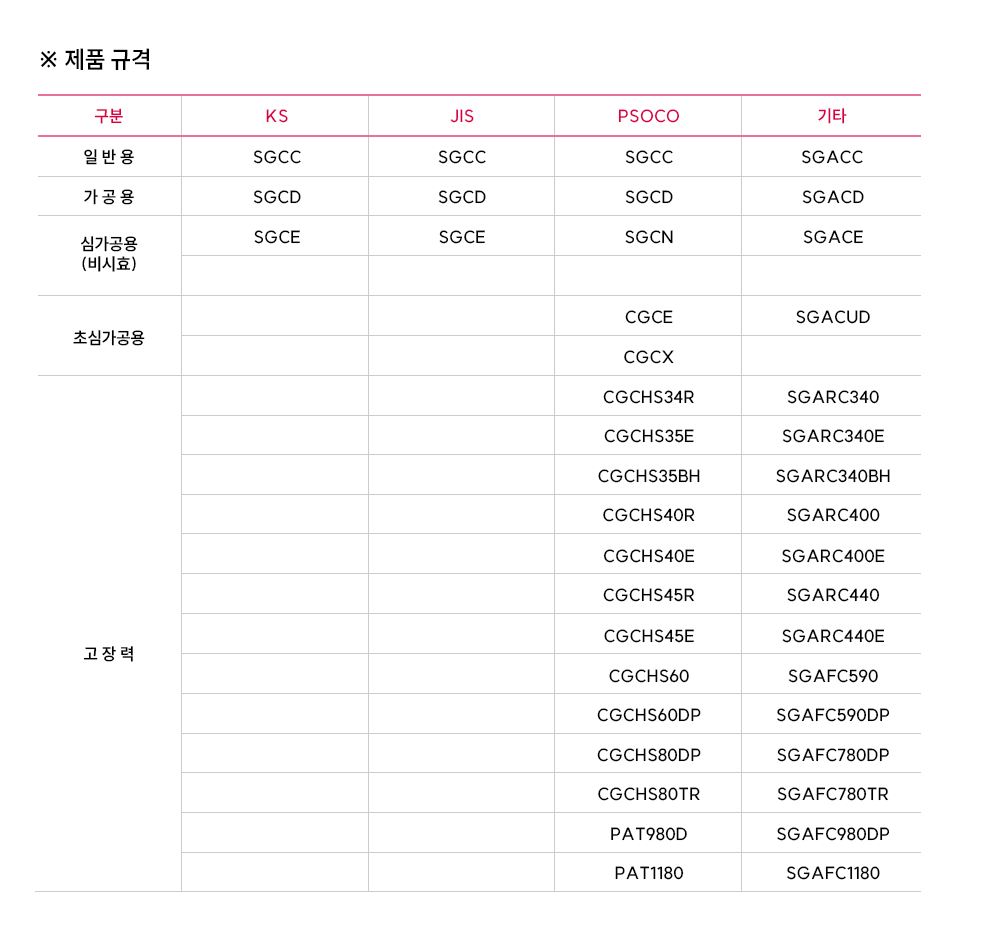 ※ 제품 규격
구분 KS JIS PSOCO 기타
일 반 용 SGCC SGCC SGCC SGACC
가 공 용 SGCD SGCD SGCD SGACD
심가공용
(비시효)
SGCE SGCE SGCN SGACE
초심가공용
CGCE SGACUD
CGCX
고 장 력
CGCHS34R SGARC340
CGCHS35E SGARC340E
CGCHS35BH SGARC340BH
CGCHS40R SGARC400
CGCHS40E SGARC400E
CGCHS45R SGARC440
CGCHS45E SGARC440E
CGCHS60 SGAFC590
CGCHS60DP SGAFC590DP
CGCHS80DP SGAFC780DP
CGCHS80TR SGAFC780TR
PAT980D SGAFC980DP
PAT1180 SGAFC1180